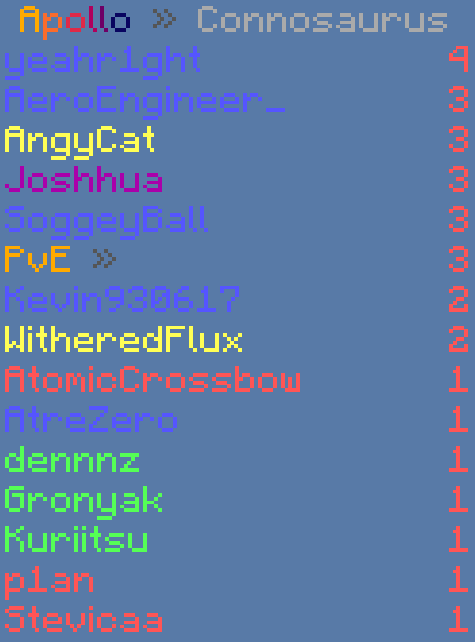 Apollo » Connosaurus
yeahr1ght 4
AeroEngineer_ 3
AngyCat 3
Joshhua 3
SoggeyBall 3
PvE » 3
Kevin930617 2
WitheredFlux 2
AtomicCrossbow 1
AtreZero 1
dennnz 1
Gronyak 1
Kuriitsu 1
p1an 1
Stevicaa 1